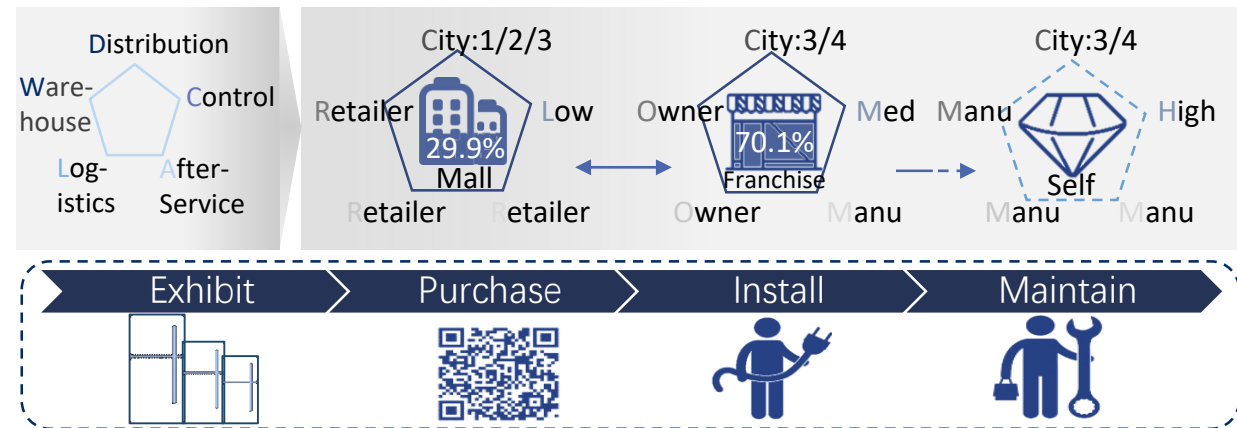 Distribution
Ware-
house
Control
Log-
istics
After-
Service
City:1/2/3
Retailer
Low
29.9%
Mall
Retailer
Retailer
City:3/4
Owner
Med
70.1%
Franchise
Owner
Manu
City:3/4
Manu
High
Self
Manu
Manu
Exhibit
Purchase
Install
Maintain